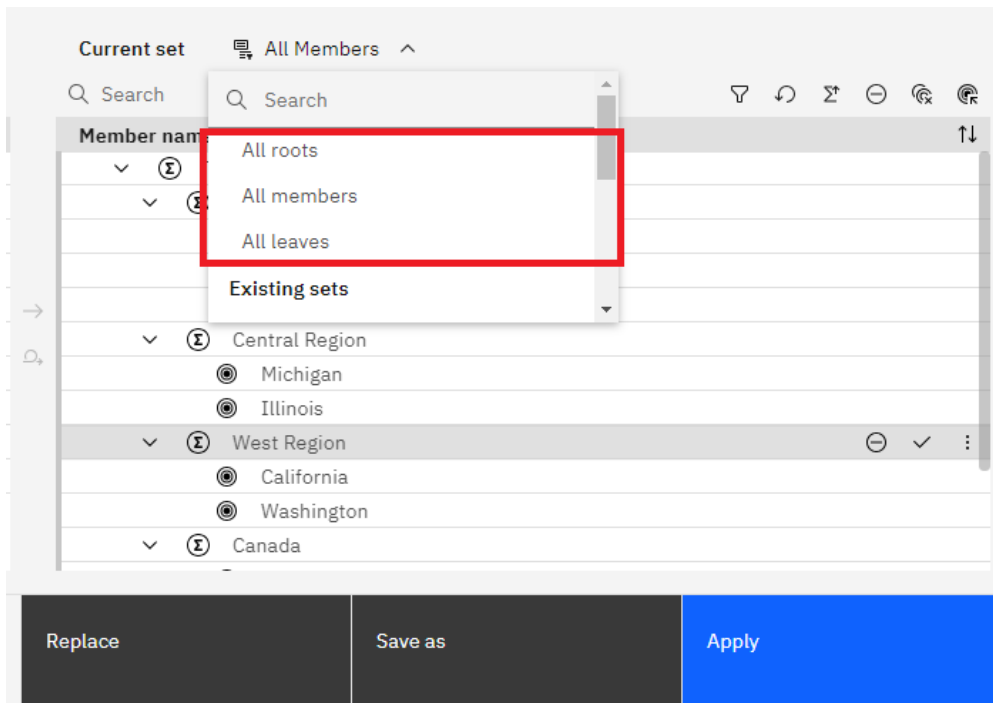 Current set All Members
Search
Search
Member nam
All roots
All members
All leaves
Existing sets
Central Region
Michigan
Illinois
West Region
California
Washington
Canada
Replace Save as Apply